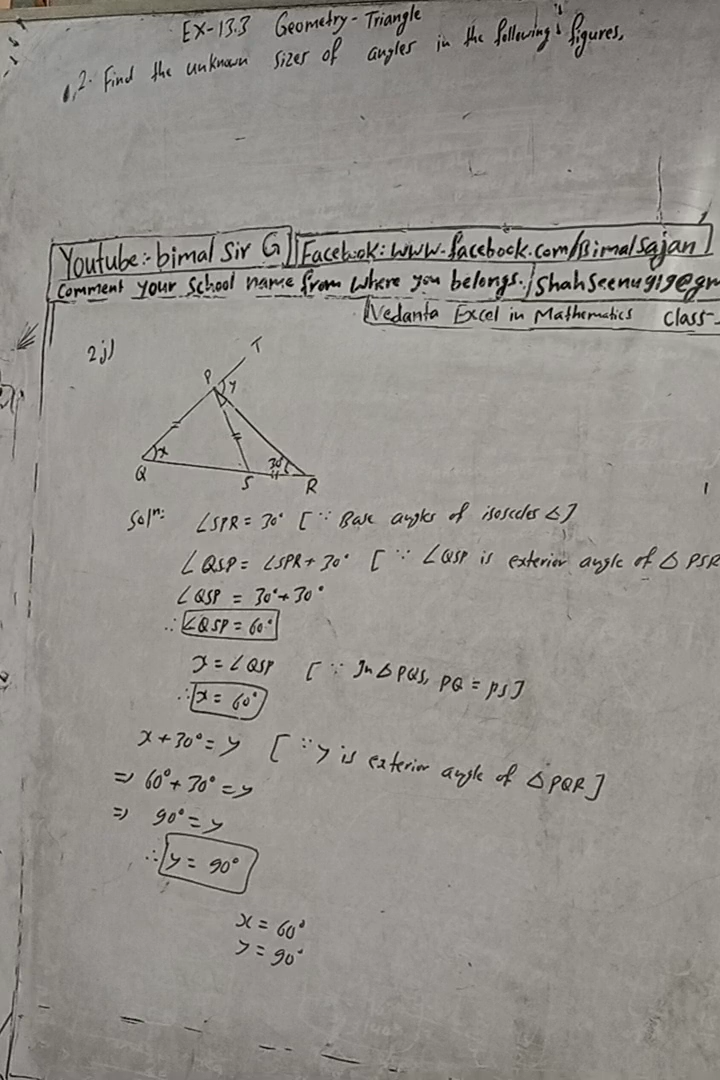 EX-13.3 Geometry-Triangle
2. Find the unknown sizes of angles in the following figures.
Youtube:- bimal Sir G
Facebook: www.facebook.com/Bimalsajan
Comment your school name from where you belongs./
Vedanta Excel in Mathematics Class-
2j)
T
P
y
x
30°
Q
S
R
Solⁿ: ∠SPR = 30° [∵ Base angles of isosceles Δ]
∠QSP = ∠SPR + 30° [∵ ∠QSP is exterior angle of Δ PSR
∠QSP = 30° + 30°
∴ ∠QSP = 60°
x = ∠QSP [∵ In Δ PQS, PQ = PS]
∴ x = 60°
x + 30° = y [∵ y is exterior angle of Δ PQR]
⇒ 60° + 30° = y
⇒ 90° = y
∴ y = 90°
x = 60°
y = 90°